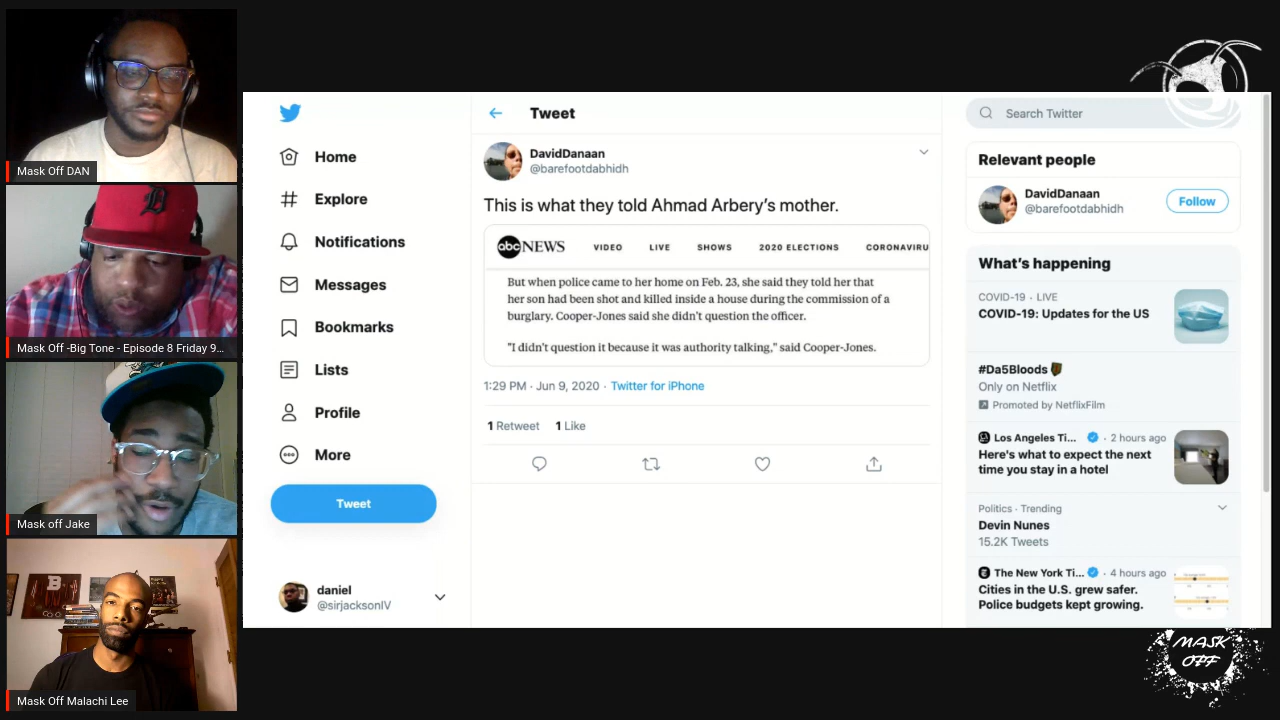 Mask Off DAN
Mask Off -Big Tone - Episode 8 Friday 9...
Mask off Jake
Mask Off Malachi Lee
Home
Explore
Notifications
Messages
Bookmarks
Lists
Profile
More
Tweet
daniel
@sirjacksonIV
Tweet
DavidDanaan
@barefootdabhidh
This is what they told Ahmad Arbery's mother.
abc NEWS VIDEO LIVE SHOWS 2020 ELECTIONS CORONAVIRU
But when police came to her home on Feb. 23, she said they told her that
her son had been shot and killed inside a house during the commission of a
burglary. Cooper-Jones said she didn't question the officer.
"I didn't question it because it was authority talking," said Cooper-Jones.
1:29 PM · Jun 9, 2020 · Twitter for iPhone
1 Retweet 1 Like
Search Twitter
Relevant people
DavidDanaan
@barefootdabhidh
Follow
What's happening
COVID-19 · LIVE
COVID-19: Updates for the US
#Da5Bloods
Only on Netflix
Promoted by NetflixFilm
Los Angeles Ti... · 2 hours ago
Here's what to expect the next
time you stay in a hotel
Politics · Trending
Devin Nunes
15.2K Tweets
The New York Ti... · 4 hours ago
Cities in the U.S. grew safer.
Police budgets kept growing.
MASK
OFF